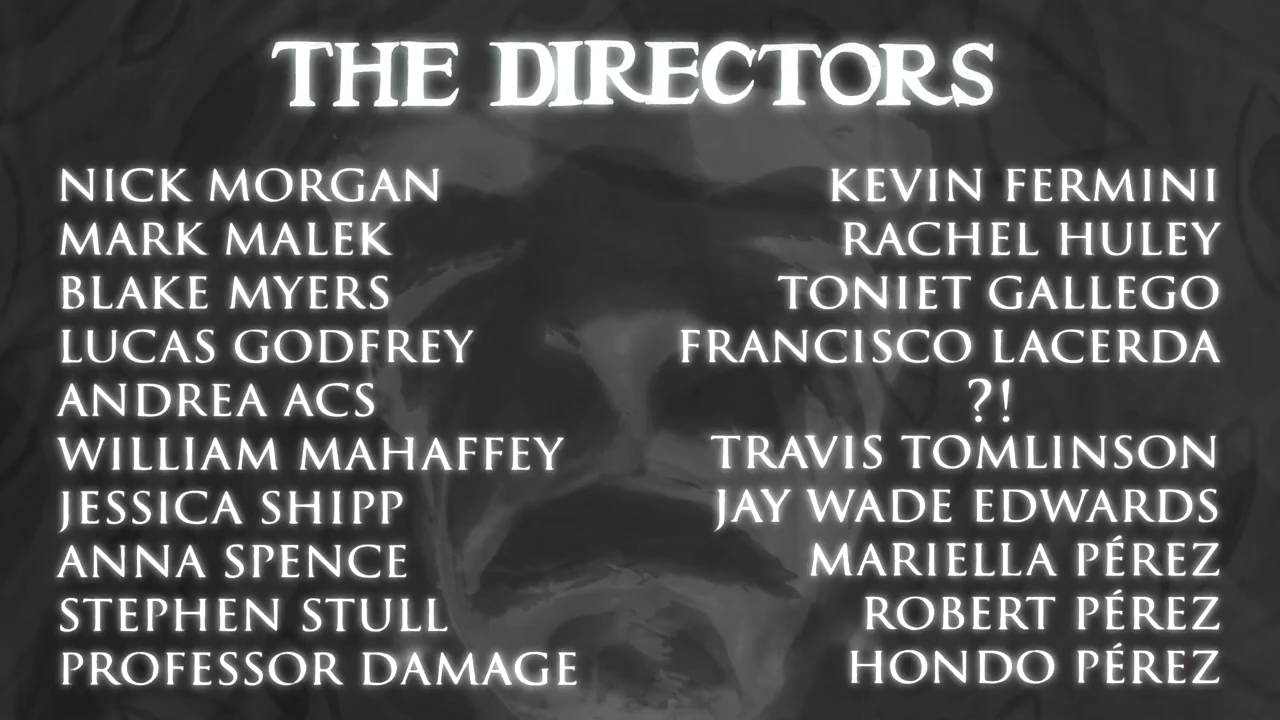 THE DIRECTORS
NICK MORGAN
MARK MALEK
BLAKE MYERS
LUCAS GODFREY
ANDREA ACS
WILLIAM MAHAFFEY
JESSICA SHIPP
ANNA SPENCE
STEPHEN STULL
PROFESSOR DAMAGE
KEVIN FERMINI
RACHEL HULEY
TONIET GALLEGO
FRANCISCO LACERDA
?!
TRAVIS TOMLINSON
JAY WADE EDWARDS
MARIELLA PÉREZ
ROBERT PÉREZ
HONDO PÉREZ